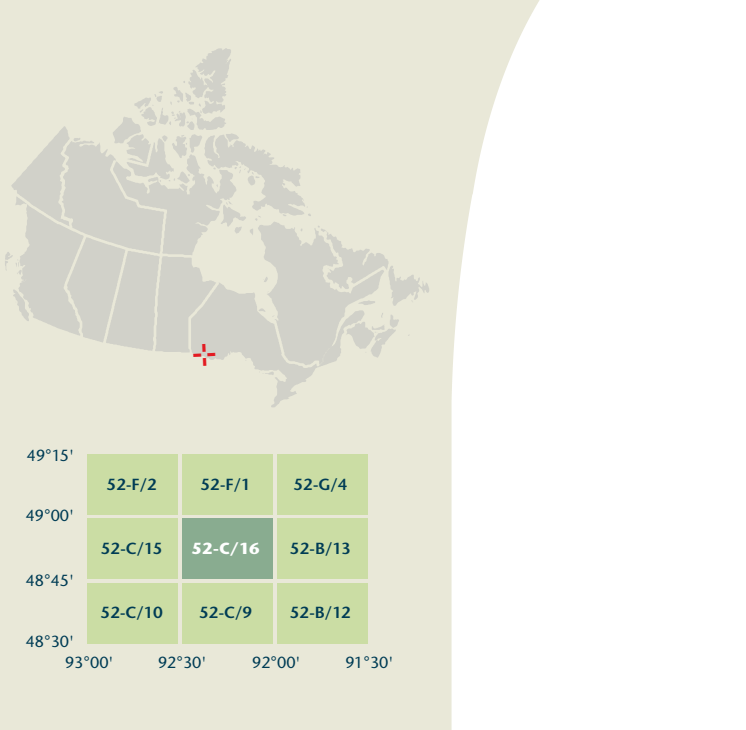 49°15'
52-F/2 52-F/1 52-G/4
49°00'
52-C/15 52-C/16 52-B/13
48°45'
52-C/10 52-C/9 52-B/12
48°30'
93°00' 92°30' 92°00' 91°30'